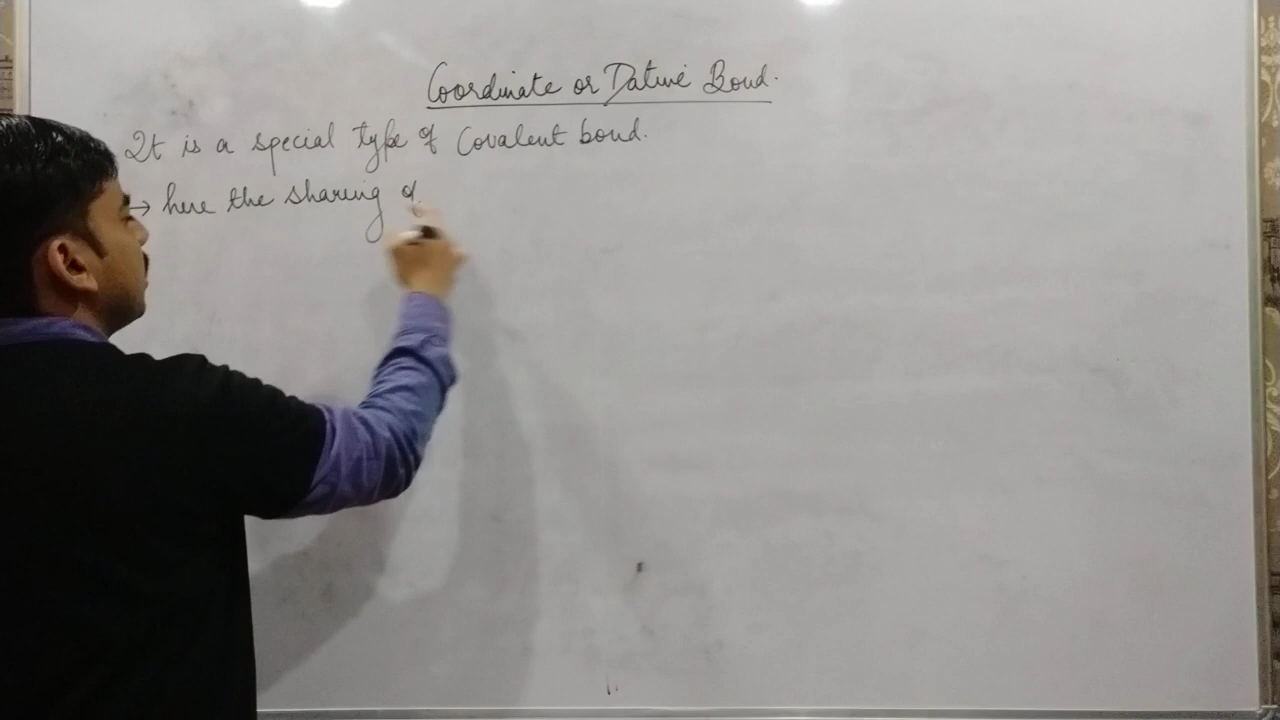 Coordinate or Dative Bond.
It is a special type of Covalent bond.
→ here the sharing of